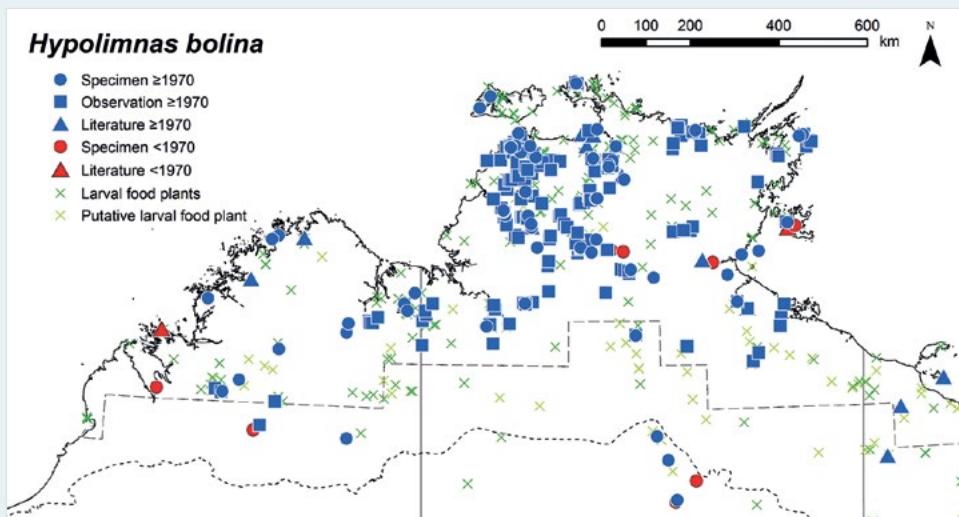 Hypolimnas bolina
Specimen ≥1970
Observation ≥1970
Literature ≥1970
Specimen <1970
Literature <1970
Larval food plants
Putative larval food plant
0 100 200 400 600
km
N